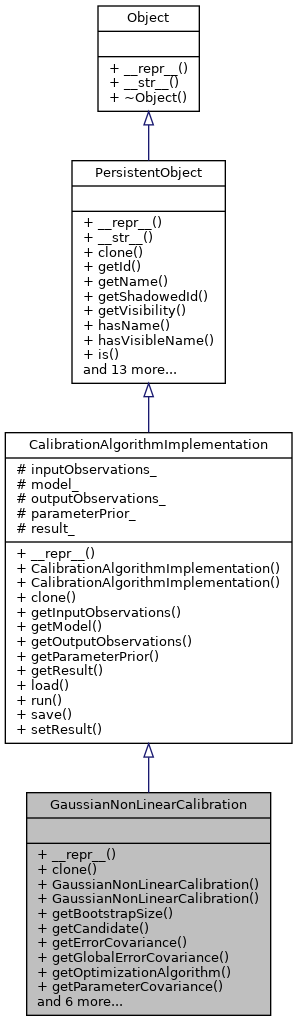 Object
+ __repr__()
+ __str__()
+ ~Object()
PersistentObject
+ __repr__()
+ __str__()
+ clone()
+ getId()
+ getName()
+ getShadowedId()
+ getVisibility()
+ hasName()
+ hasVisibleName()
+ is()
and 13 more...
CalibrationAlgorithmImplementation
# inputObservations_
# model_
# outputObservations_
# parameterPrior_
# result_
+ __repr__()
+ CalibrationAlgorithmImplementation()
+ CalibrationAlgorithmImplementation()
+ clone()
+ getInputObservations()
+ getModel()
+ getOutputObservations()
+ getParameterPrior()
+ getResult()
+ load()
+ run()
+ save()
+ setResult()
GaussianNonLinearCalibration
+ __repr__()
+ clone()
+ GaussianNonLinearCalibration()
+ GaussianNonLinearCalibration()
+ getBootstrapSize()
+ getCandidate()
+ getErrorCovariance()
+ getGlobalErrorCovariance()
+ getOptimizationAlgorithm()
+ getParameterCovariance()
and 6 more...